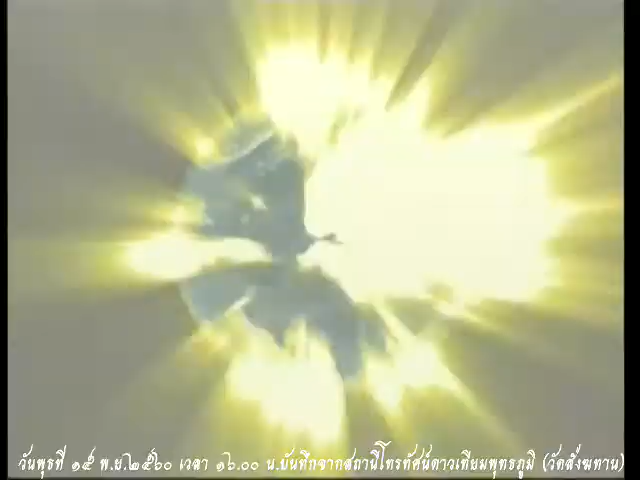 วันพุธที่ ๑๕ พ.ย.๒๕๖๐ เวลา ๑๖.๐๐ น.บันทึกจากสถานีโทรทัศน์ดาวเทียมพุทธภูมิ (วัดสังฆทาน)